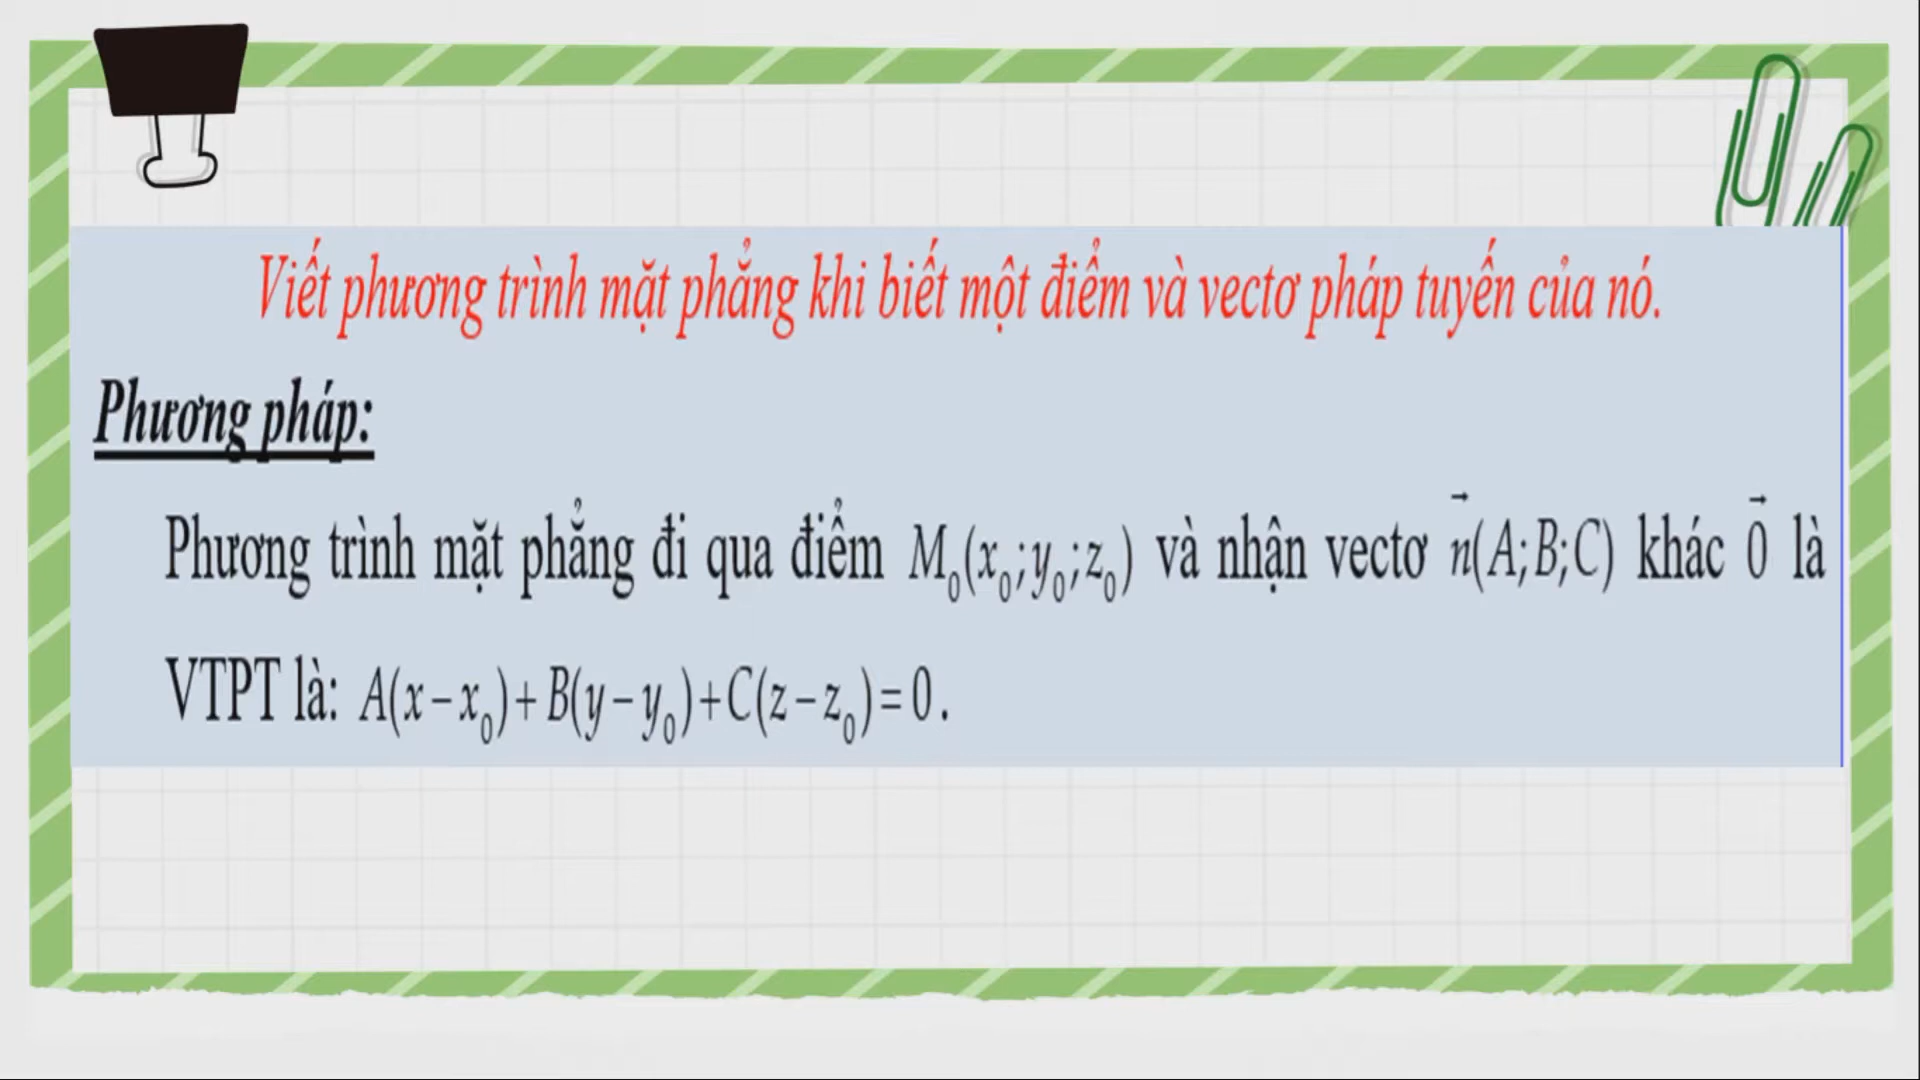 Viết phương trình mặt phẳng khi biết một điểm và vectơ pháp tuyến của nó.
Phương pháp:
Phương trình mặt phẳng đi qua điểm M₀(x₀;y₀;z₀) và nhận vectơ n⃗(A;B;C) khác 0⃗ là
VTPT là: A(x−x₀)+B(y−y₀)+C(z−z₀)=0.